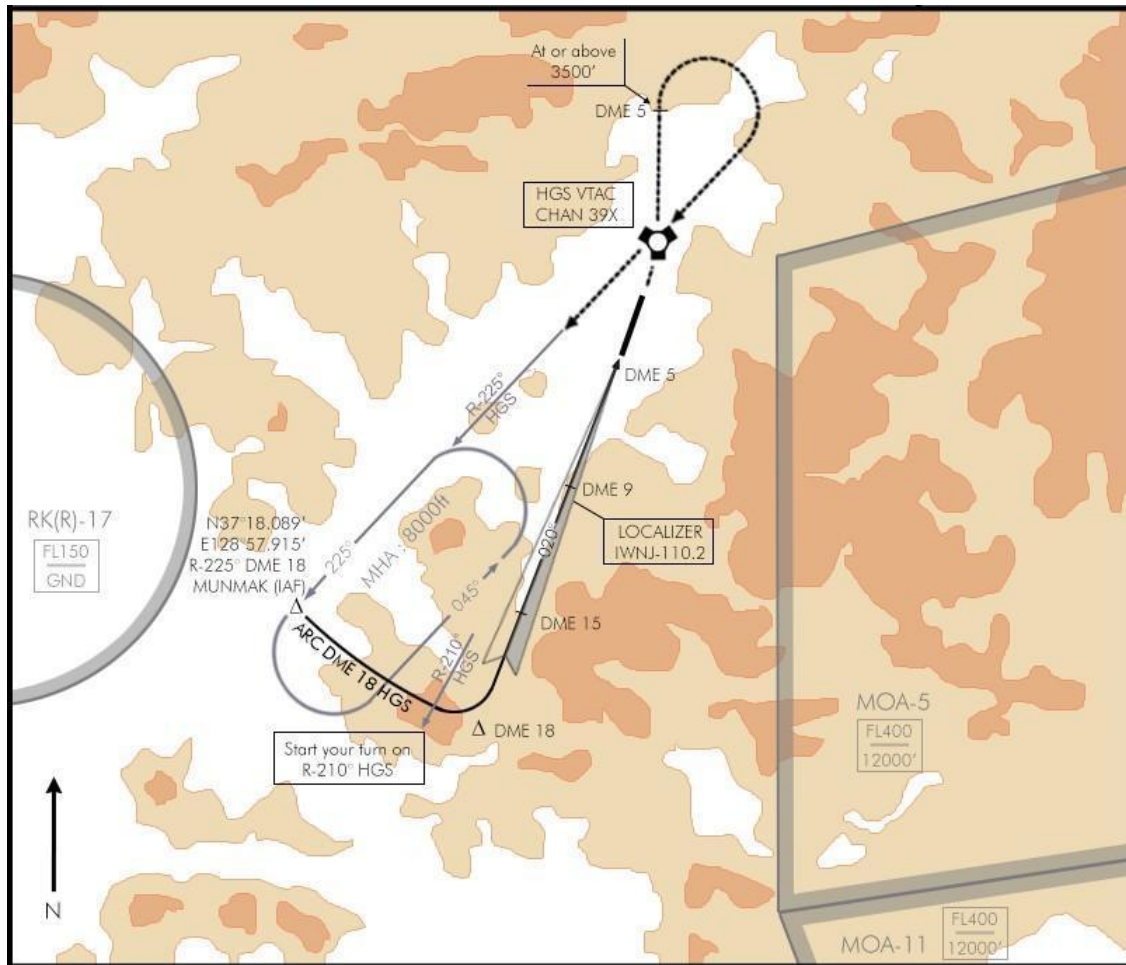 At or above
3500'
DME 5
HGS VTAC
CHAN 39X
DME 5
R-225°
HGS
RK(R)-17
FL150
GND
N37°18.089'
E128°57.915'
R-225° DME 18
MUNMAK (IAF)
225°
MHA : 8000ft
045°
R-210°
HGS
ARC DME 18 HGS
DME 9
LOCALIZER
IWNJ-110.2
020°
DME 15
DME 18
Start your turn on
R-210° HGS
MOA-5
FL400
12000'
N
MOA-11
FL400
12000'